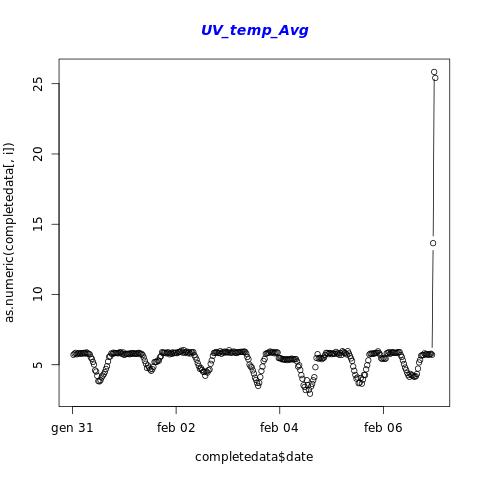 UV_temp_Avg
25
20
15
10
5
as.numeric(completedata[, i])
gen 31 feb 02 feb 04 feb 06
completedata$date